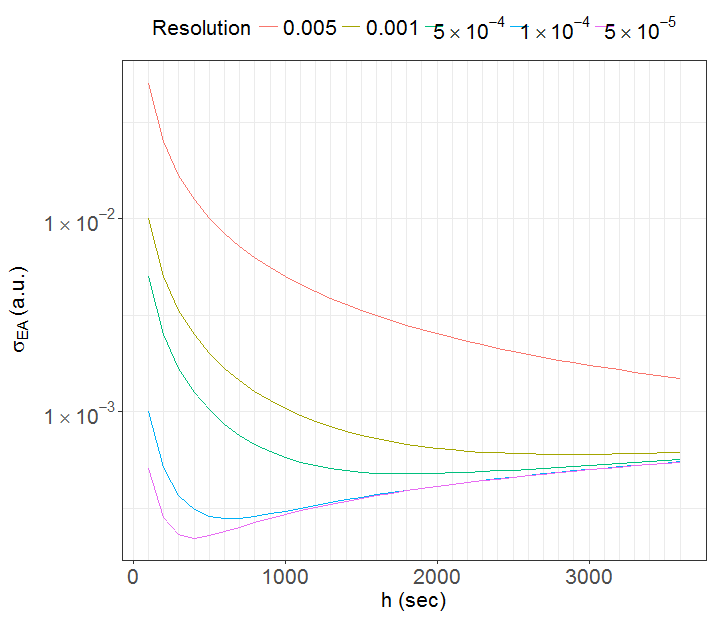 Resolution 0.005 0.001 5 × 10⁻⁴ 1 × 10⁻⁴ 5 × 10⁻⁵
1 × 10⁻²
1 × 10⁻³
σEA (a.u.)
0 1000 2000 3000
h (sec)